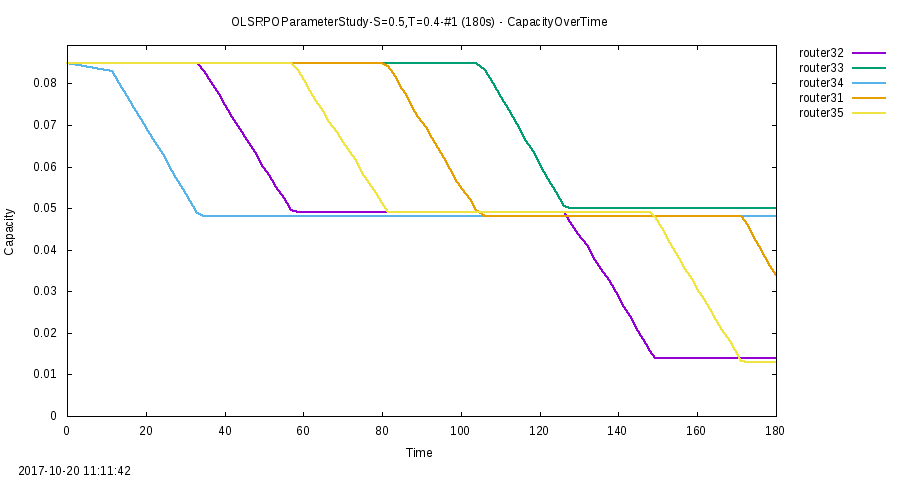 OLSRPOParameterStudy-S=0.5,T=0.4-#1 (180s) - CapacityOverTime
router32
router33
router34
router31
router35
0.08
0.07
0.06
0.05
0.04
0.03
0.02
0.01
0
Capacity
0 20 40 60 80 100 120 140 160 180
Time
2017-10-20 11:11:42